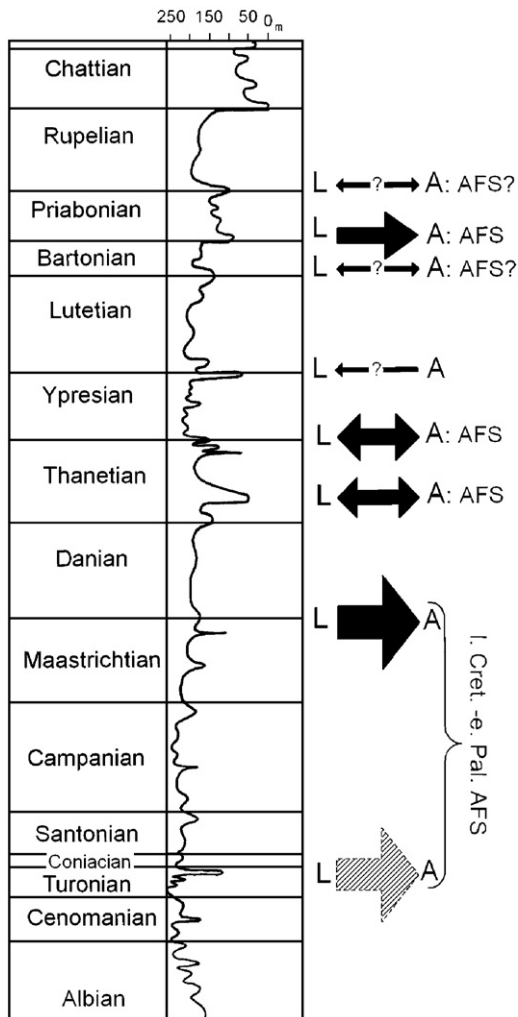 250 150 50 0m
Chattian
Rupelian
L ? A: AFS?
Priabonian
L A: AFS
Bartonian
L ? A: AFS?
Lutetian
L ? A
Ypresian
L A: AFS
Thanetian
L A: AFS
Danian
L A
Maastrichtian
l. Cret. -e. Pal. AFS
Campanian
Santonian
Coniacian
L A
Turonian
Cenomanian
Albian